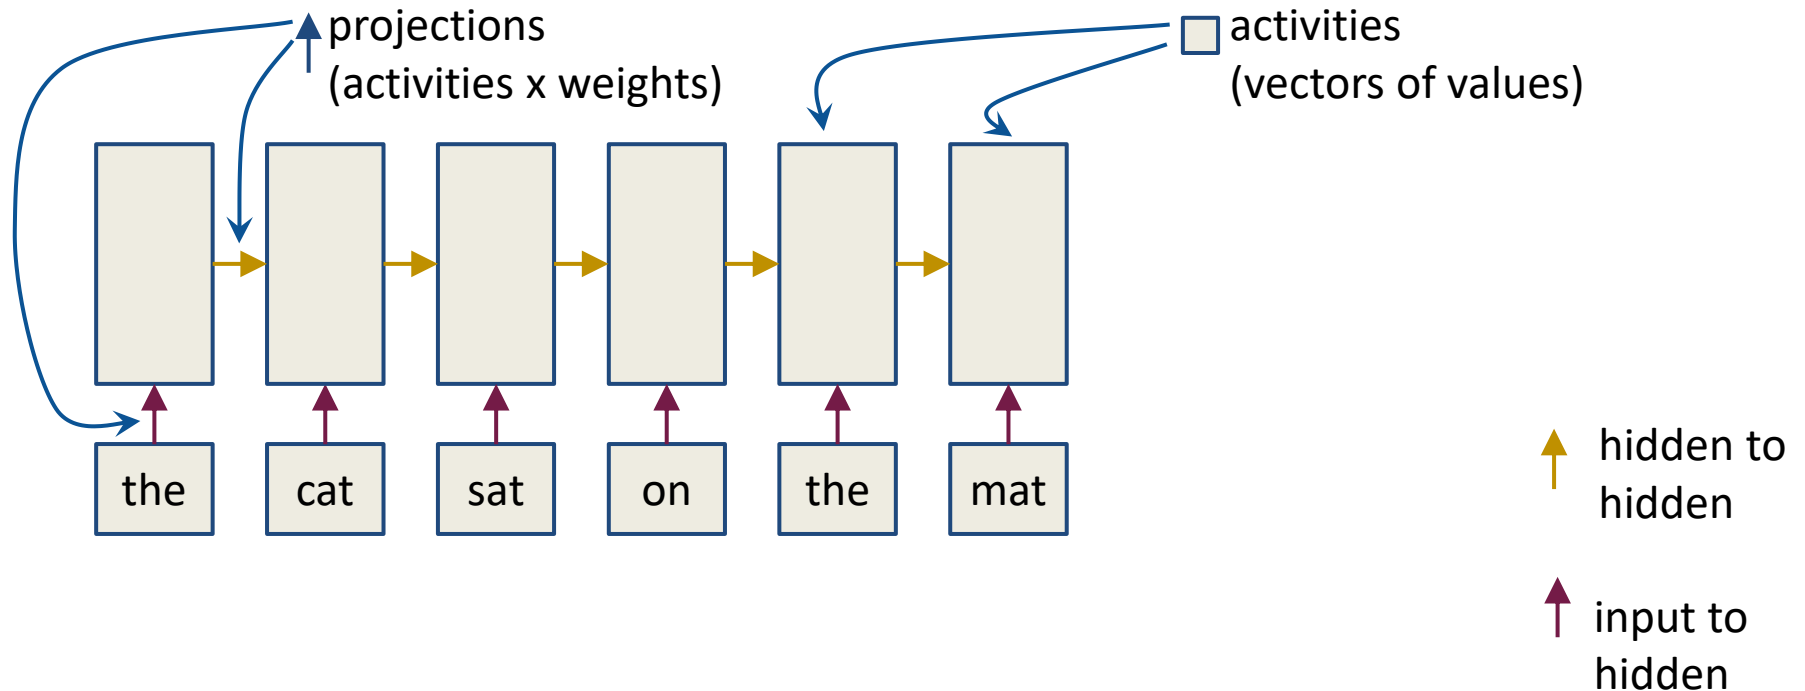 projections
(activities x weights)
activities
(vectors of values)
the cat sat on the mat
hidden to
hidden
input to
hidden